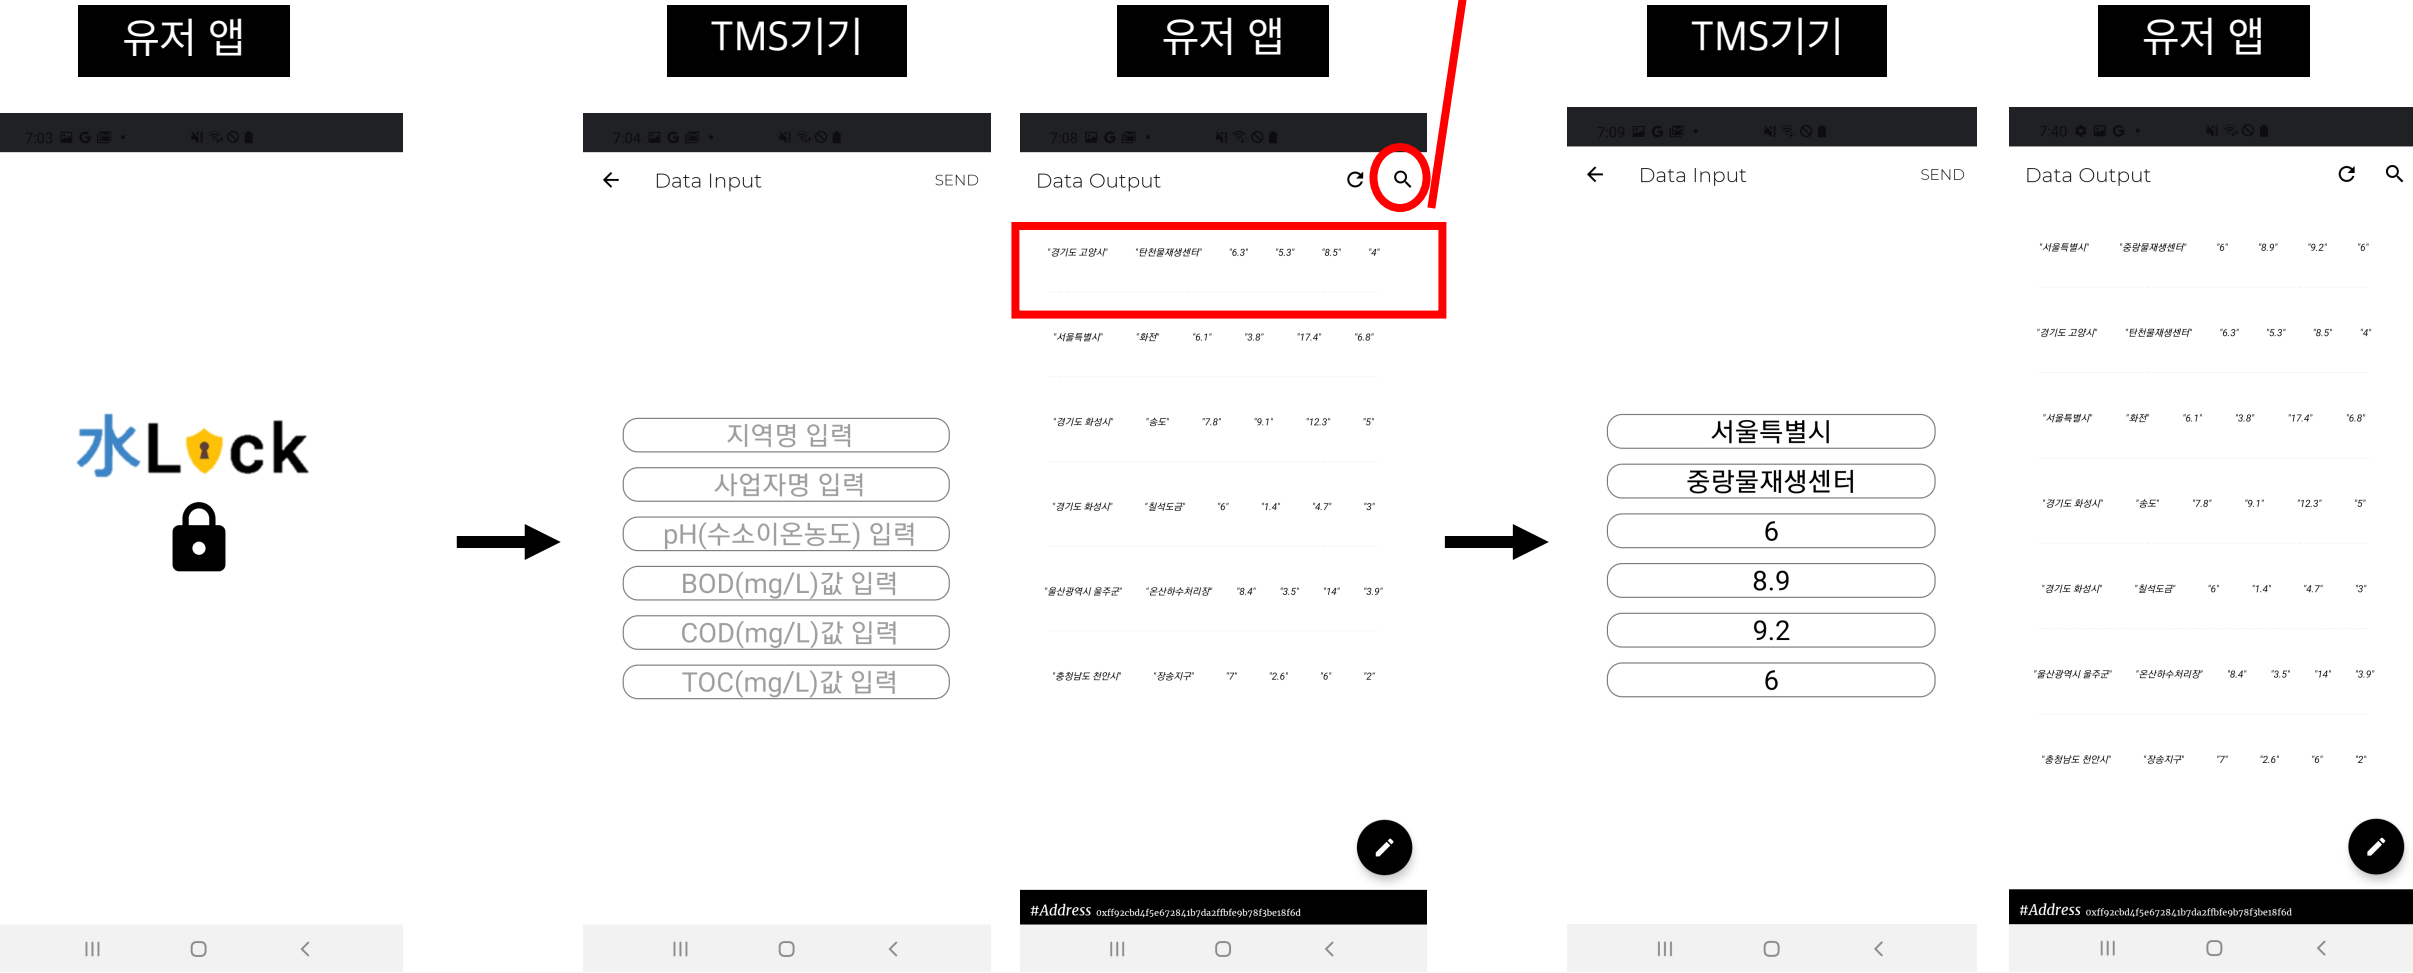 유저 앱
7:03
水Lock
TMS기기
7:04
Data Input
SEND
지역명 입력
사업자명 입력
pH(수소이온농도) 입력
BOD(mg/L)값 입력
COD(mg/L)값 입력
TOC(mg/L)값 입력
유저 앱
7:08
Data Output
"경기도 고양시" "탄천물재생센터" "6.3" "5.3" "8.5" "4"
"서울특별시" "화전" "6.1" "3.8" "17.4" "6.8"
"경기도 화성시" "송도" "7.8" "9.1" "12.3" "5"
"경기도 화성시" "칠석도금" "6" "1.4" "4.7" "3"
"울산광역시 울주군" "온산하수처리장" "8.4" "3.5" "14" "3.9"
"충청남도 천안시" "장송지구" "7" "2.6" "6" "2"
#Address 0xff92cbd4f5e672841b7da2ffbfe9b78f3be18f6d
TMS기기
7:09
Data Input
SEND
서울특별시
중랑물재생센터
6
8.9
9.2
6
유저 앱
7:40
Data Output
"서울특별시" "중랑물재생센터" "6" "8.9" "9.2" "6"
"경기도 고양시" "탄천물재생센터" "6.3" "5.3" "8.5" "4"
"서울특별시" "화전" "6.1" "3.8" "17.4" "6.8"
"경기도 화성시" "송도" "7.8" "9.1" "12.3" "5"
"경기도 화성시" "칠석도금" "6" "1.4" "4.7" "3"
"울산광역시 울주군" "온산하수처리장" "8.4" "3.5" "14" "3.9"
"충청남도 천안시" "장송지구" "7" "2.6" "6" "2"
#Address 0xff92cbd4f5e672841b7da2ffbfe9b78f3be18f6d